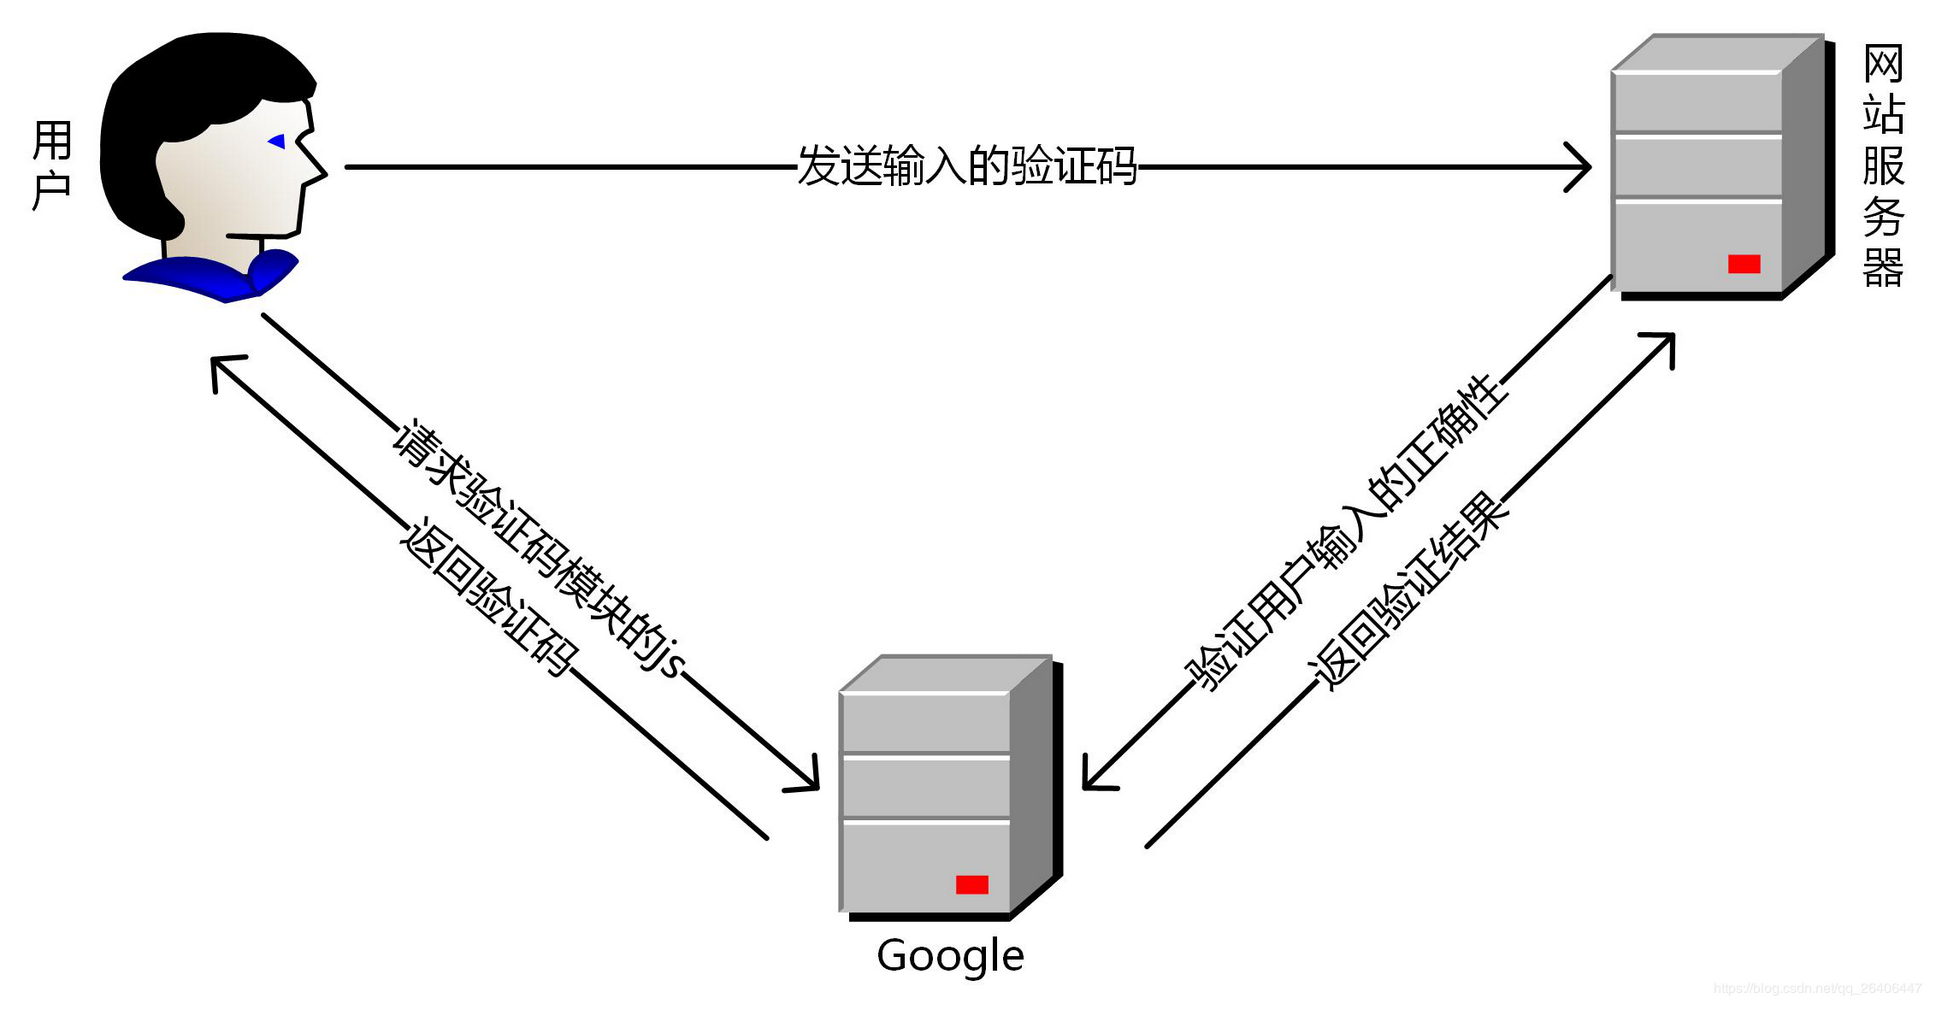 用户
发送输入的验证码
网站服务器
请求验证码模块的js
返回验证码
验证用户输入的正确性
返回验证结果
Google
https://blog.csdn.net/qq_26406447